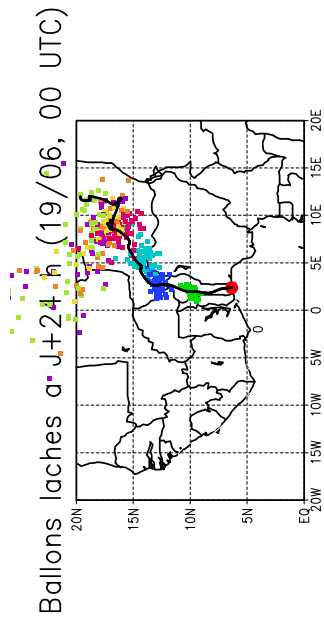 Ballons laches a J+24 h (19/06, 00 UTC)
20N
15N
10N
5N
EQ
20W 15W 10W 5W 0 5E 10E 15E 20E
0